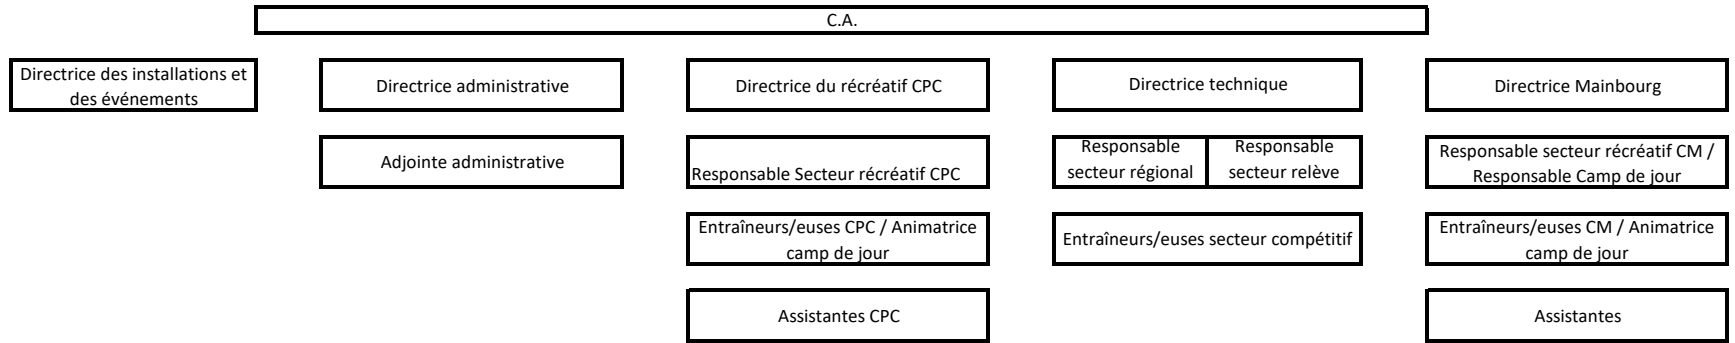 C.A.
Directrice des installations et
des événements
Directrice administrative
Directrice du récréatif CPC
Directrice technique
Directrice Mainbourg
Adjointe administrative
Responsable Secteur récréatif CPC
Responsable
secteur régional
Responsable
secteur relève
Responsable secteur récréatif CM /
Responsable Camp de jour
Entraîneurs/euses CPC / Animatrice
camp de jour
Entraîneurs/euses secteur compétitif
Entraîneurs/euses CM / Animatrice
camp de jour
Assistantes CPC
Assistantes